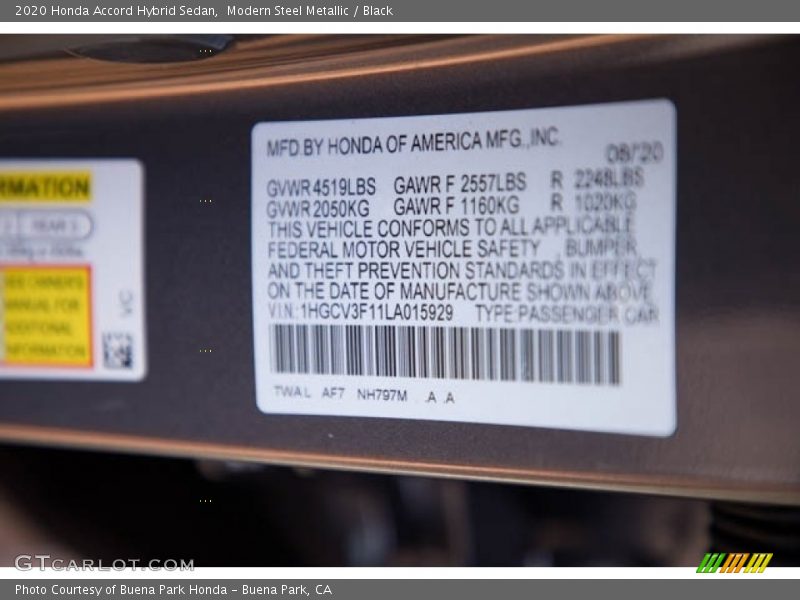 2020 Honda Accord Hybrid Sedan, Modern Steel Metallic / Black
MFD.BY HONDA OF AMERICA MFG.,INC.
08/20
GVWR 4519LBS GAWR F 2557LBS R 2248LBS
GVWR 2050KG GAWR F 1160KG R 1020KG
THIS VEHICLE CONFORMS TO ALL APPLICABLE
FEDERAL MOTOR VEHICLE SAFETY , BUMPER,
AND THEFT PREVENTION STANDARDS IN EFFECT
ON THE DATE OF MANUFACTURE SHOWN ABOVE.
V.I.N.:1HGCV3F11LA015929 TYPE:PASSENGER CAR
TWAL AF7 NH797M .A .A
RMATION
SEE OWNER'S
MANUAL FOR
ADDITIONAL
INFORMATION
GTCARLOT.COM
Photo Courtesy of Buena Park Honda - Buena Park, CA